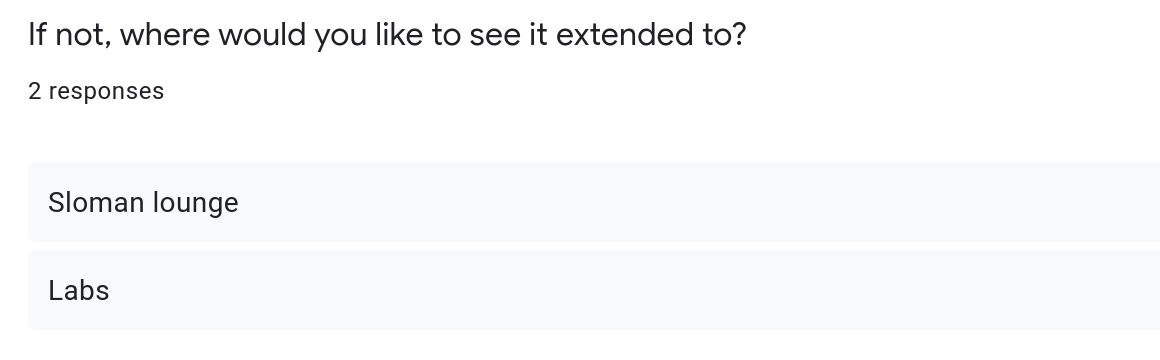 If not, where would you like to see it extended to?
2 responses
Sloman lounge
Labs